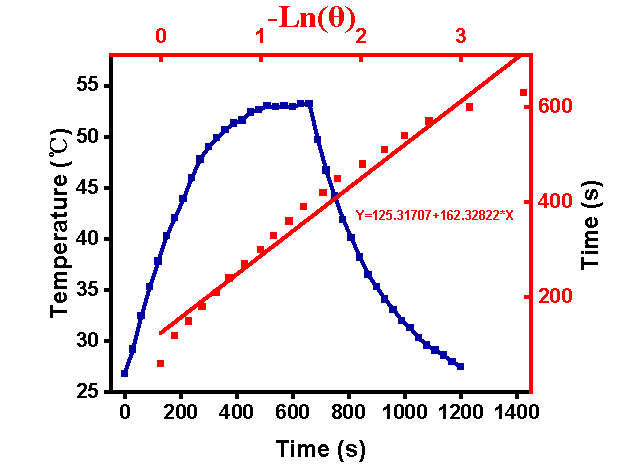 -Ln(θ)
0 1 2 3
55
50
45
40
35
30
25
Temperature (℃)
600
400
200
Time (s)
Y=125.31707+162.32822*X
0 200 400 600 800 1000 1200 1400
Time (s)